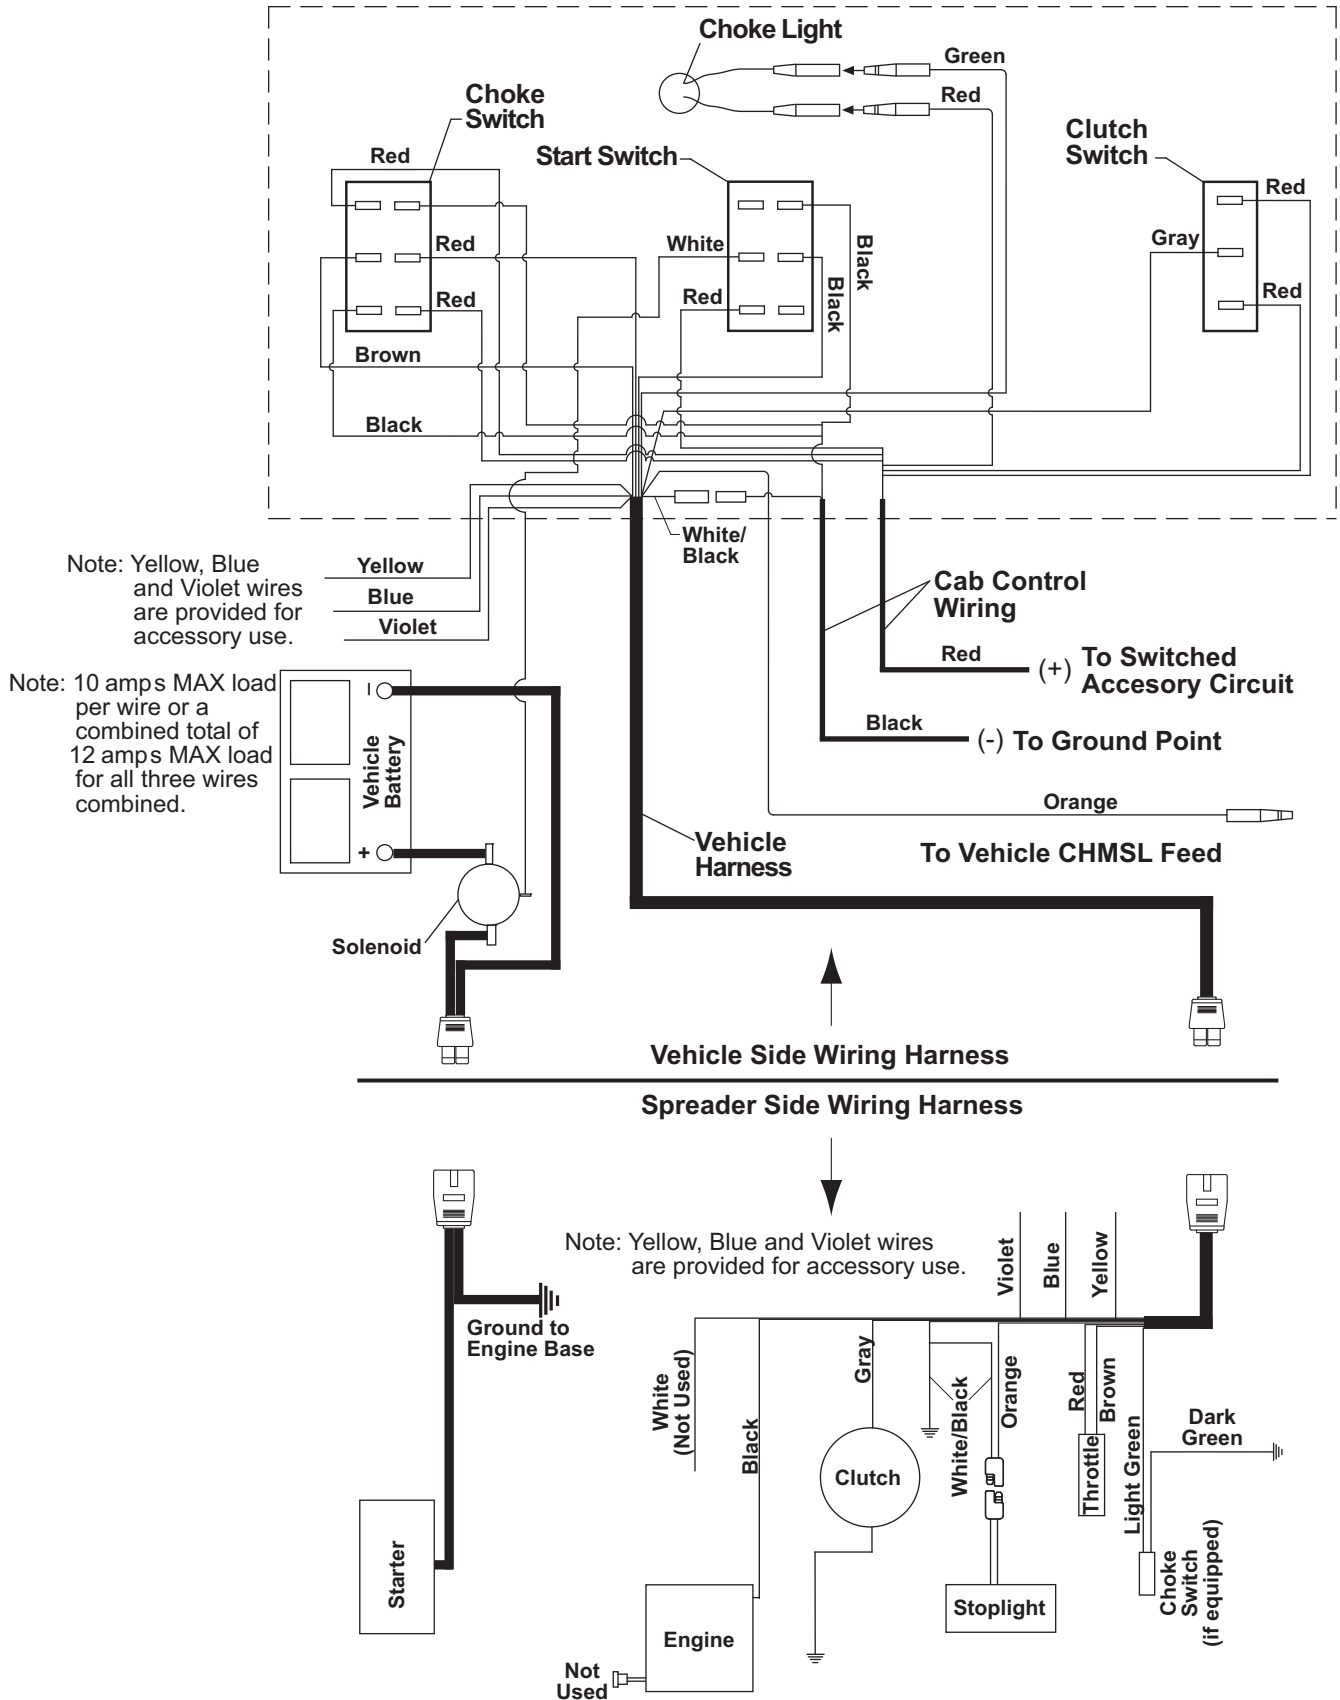 Choke Light
Green
Red
Choke
Switch
Start Switch
Clutch
Switch
Red
Red
White
Gray
Red
Black
Black
Red
Red
Red
Brown
Black
White/
Black
Note: Yellow, Blue
and Violet wires
are provided for
accessory use.
Yellow
Blue
Violet
Cab Control
Wiring
Red
(+) To Switched
Accesory Circuit
Black
(-) To Ground Point
Note: 10 amps MAX load
per wire or a
combined total of
12 amps MAX load
for all three wires
combined.
–
Vehicle
Battery
+
Orange
Vehicle
Harness
To Vehicle CHMSL Feed
Solenoid
Vehicle Side Wiring Harness
Spreader Side Wiring Harness
Note: Yellow, Blue and Violet wires
are provided for accessory use.
Violet
Blue
Yellow
Ground to
Engine Base
White
(Not Used)
Black
Gray
White/Black
Orange
Red
Brown
Light Green
Dark
Green
Clutch
Throttle
Starter
Choke
Switch
(if equipped)
Stoplight
Engine
Not
Used